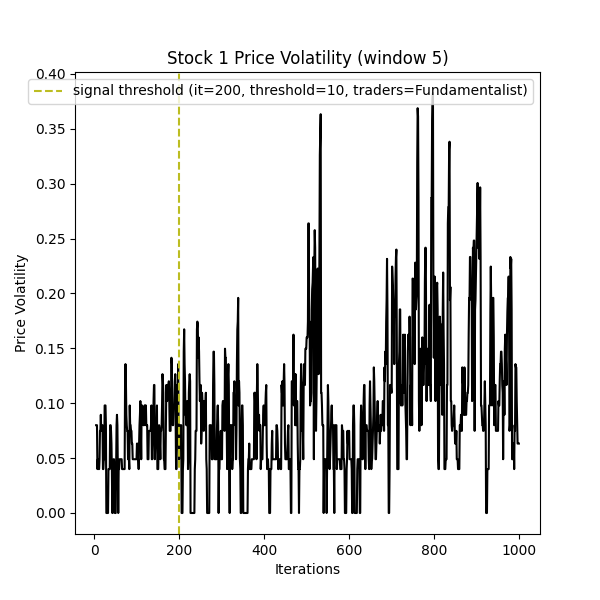 Stock 1 Price Volatility (window 5)
signal threshold (it=200, threshold=10, traders=Fundamentalist)
Price Volatility
0.40
0.35
0.30
0.25
0.20
0.15
0.10
0.05
0.00
0 200 400 600 800 1000
Iterations